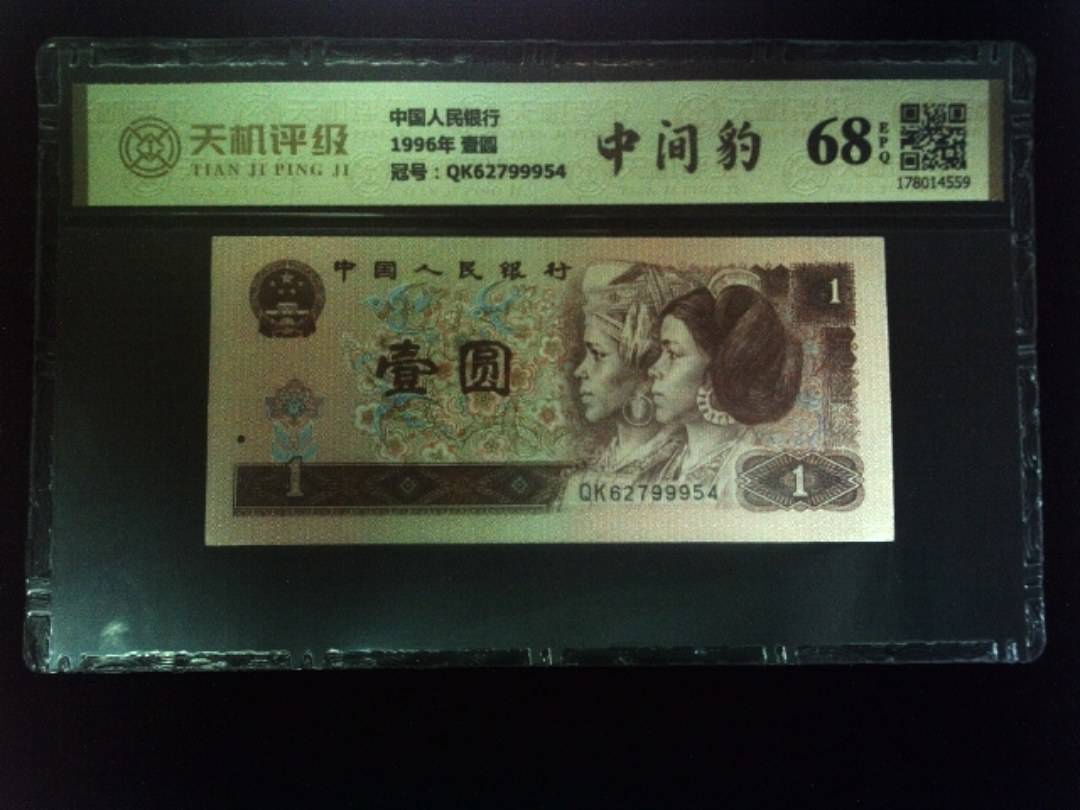 天机评级
TIAN JI PING JI
中国人民银行
1996年 壹圆
冠号：QK62799954
中间豹
68
EPQ
178014559
中国人民银行
1
壹圆
1
QK62799954
1